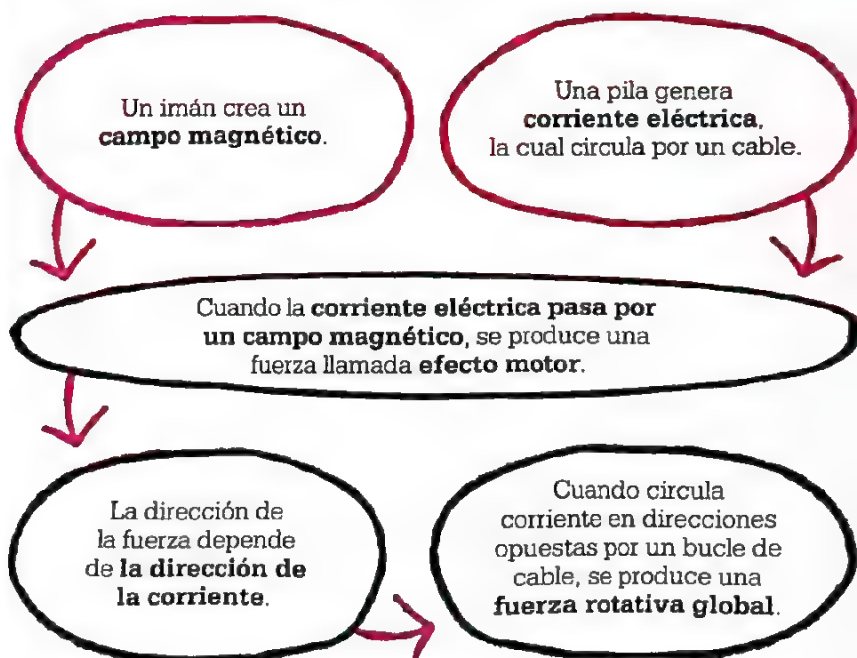 Un imán crea un
campo magnético.
Una pila genera
corriente eléctrica,
la cual circula por un cable.
Cuando la corriente eléctrica pasa por
un campo magnético, se produce una
fuerza llamada efecto motor.
La dirección de
la fuerza depende
de la dirección de
la corriente.
Cuando circula
corriente en direcciones
opuestas por un bucle de
cable, se produce una
fuerza rotativa global.